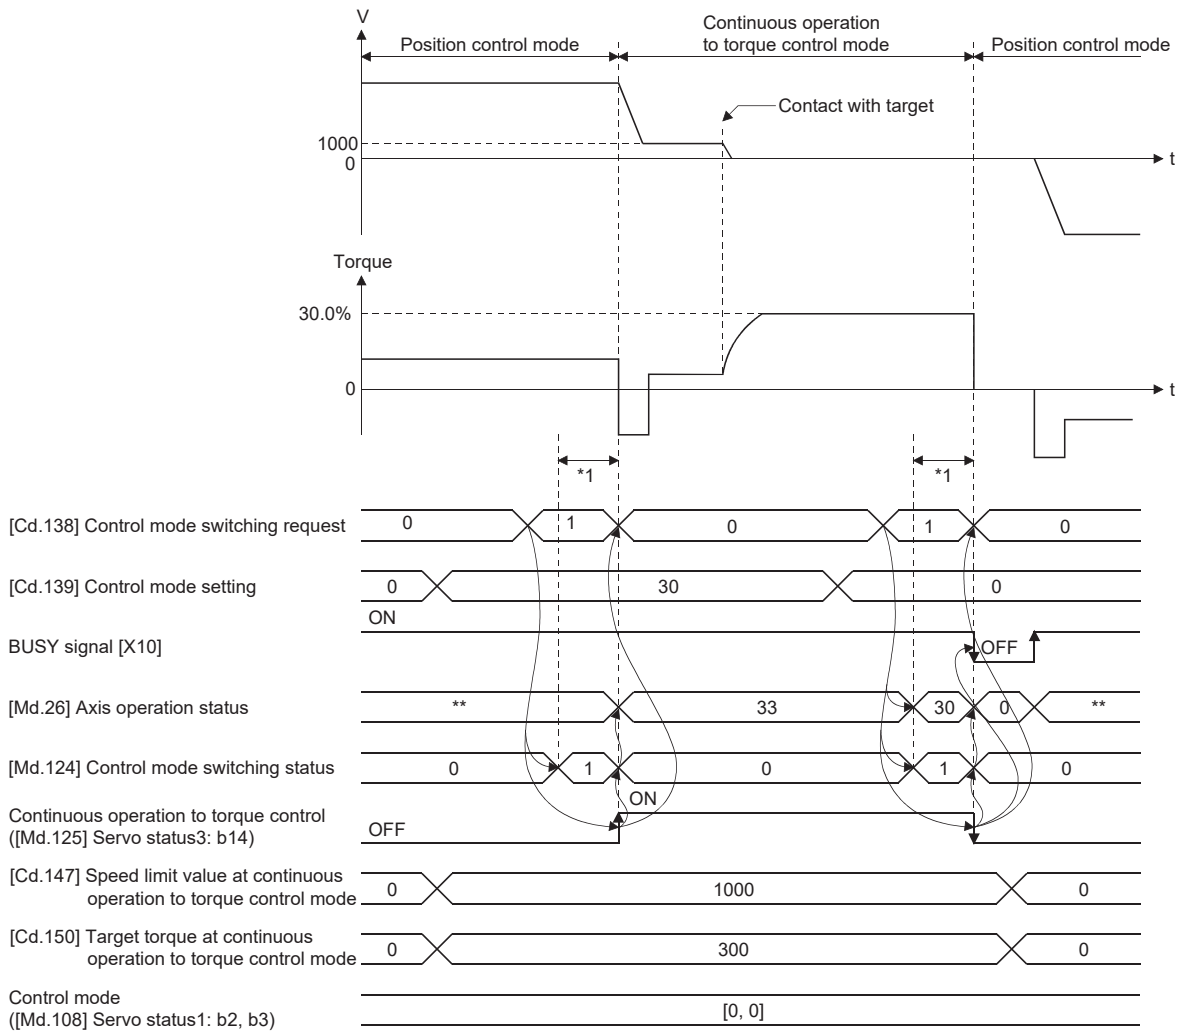 V
Continuous operation
to torque control mode
Position control mode
Position control mode
Contact with target
1000
0
t
Torque
30.0%
0
t
*1
*1
[Cd.138] Control mode switching request
0
1
0
1
0
[Cd.139] Control mode setting
0
30
0
ON
BUSY signal [X10]
OFF
[Md.26] Axis operation status
**
33
30
0
**
[Md.124] Control mode switching status
0
1
0
1
0
Continuous operation to torque control
([Md.125] Servo status3: b14)
OFF
ON
[Cd.147] Speed limit value at continuous
operation to torque control mode
0
1000
0
[Cd.150] Target torque at continuous
operation to torque control mode
0
300
0
Control mode
([Md.108] Servo status1: b2, b3)
[0, 0]